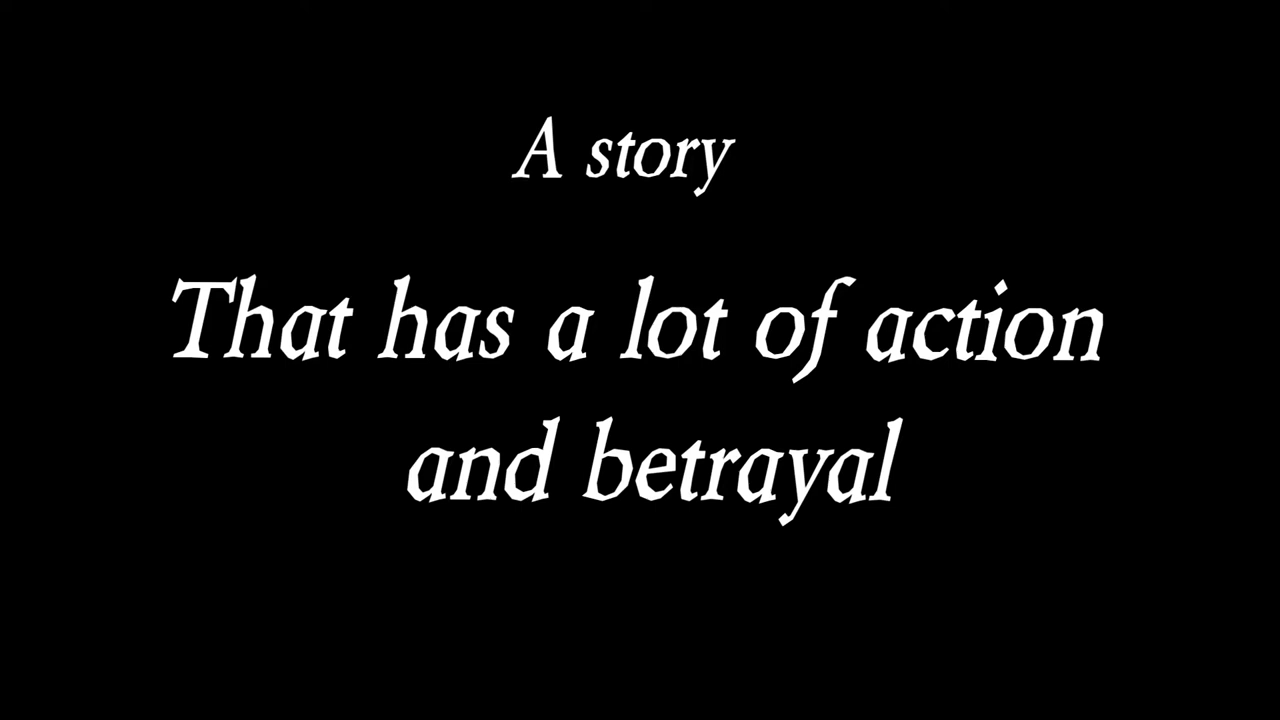 A story
That has a lot of action
and betrayal